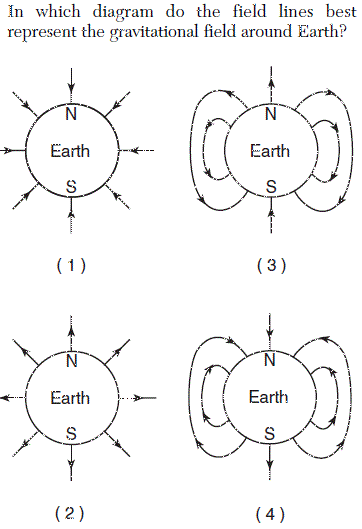 In which diagram do the field lines best
represent the gravitational field around Earth?
N
Earth
S
(1)
N
Earth
S
(3)
N
Earth
S
(2)
N
Earth
S
(4)